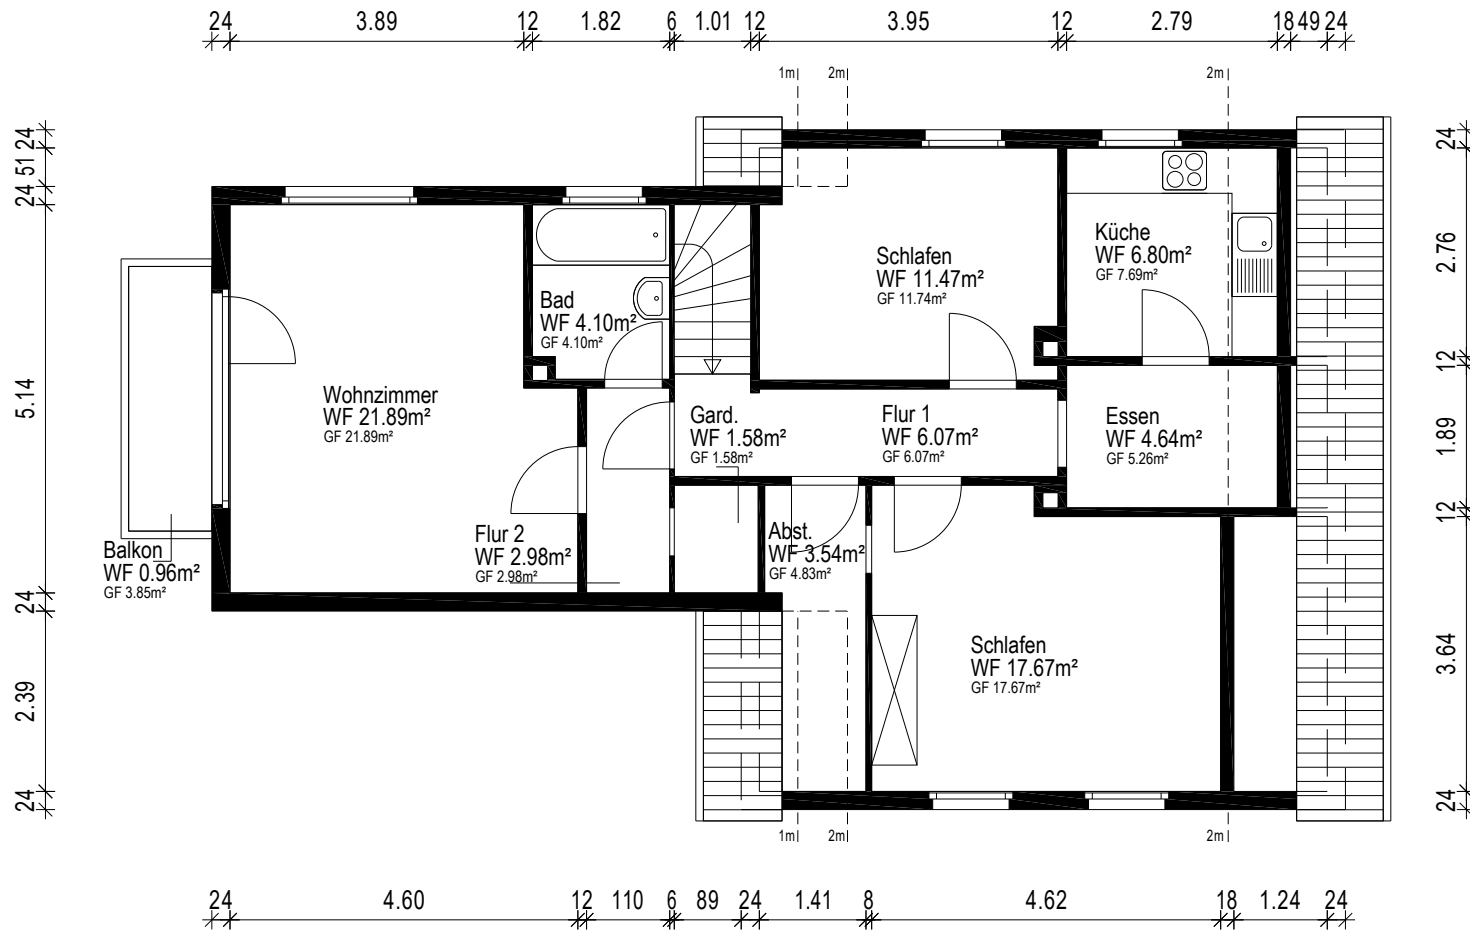 24 3.89 12 1.82 6 1.01 12 3.95 12 2.79 18 49 24
1m 2m 2m
24
51
24
5.14
24
2.39
24
24
2.76
12
1.89
12
3.64
24
Schlafen
WF 11.47m²
GF 11.74m²
Küche
WF 6.80m²
GF 7.69m²
Bad
WF 4.10m²
GF 4.10m²
Wohnzimmer
WF 21.89m²
GF 21.89m²
Gard.
WF 1.58m²
GF 1.58m²
Flur 1
WF 6.07m²
GF 6.07m²
Essen
WF 4.64m²
GF 5.26m²
Flur 2
WF 2.98m²
GF 2.98m²
Abst.
WF 3.54m²
GF 4.83m²
Balkon
WF 0.96m²
GF 3.85m²
Schlafen
WF 17.67m²
GF 17.67m²
1m 2m 2m
24 4.60 12 110 6 89 24 1.41 8 4.62 18 1.24 24